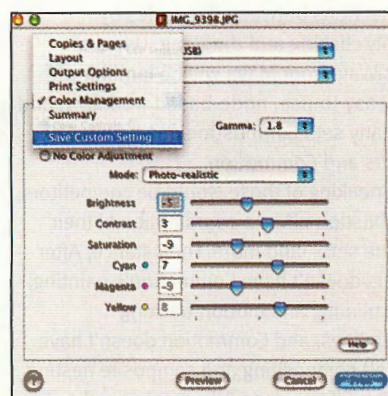 IMG_9398.JPG
Copies & Pages
Layout
Output Options
Print Settings
✓ Color Management
Summary
Save Custom Setting
USB)
Gamma: 1.8
No Color Adjustment
Mode: Photo-realistic
Brightness -5
Contrast 3
Saturation -9
Cyan 7
Magenta -9
Yellow 8
Help
?
Preview
Cancel